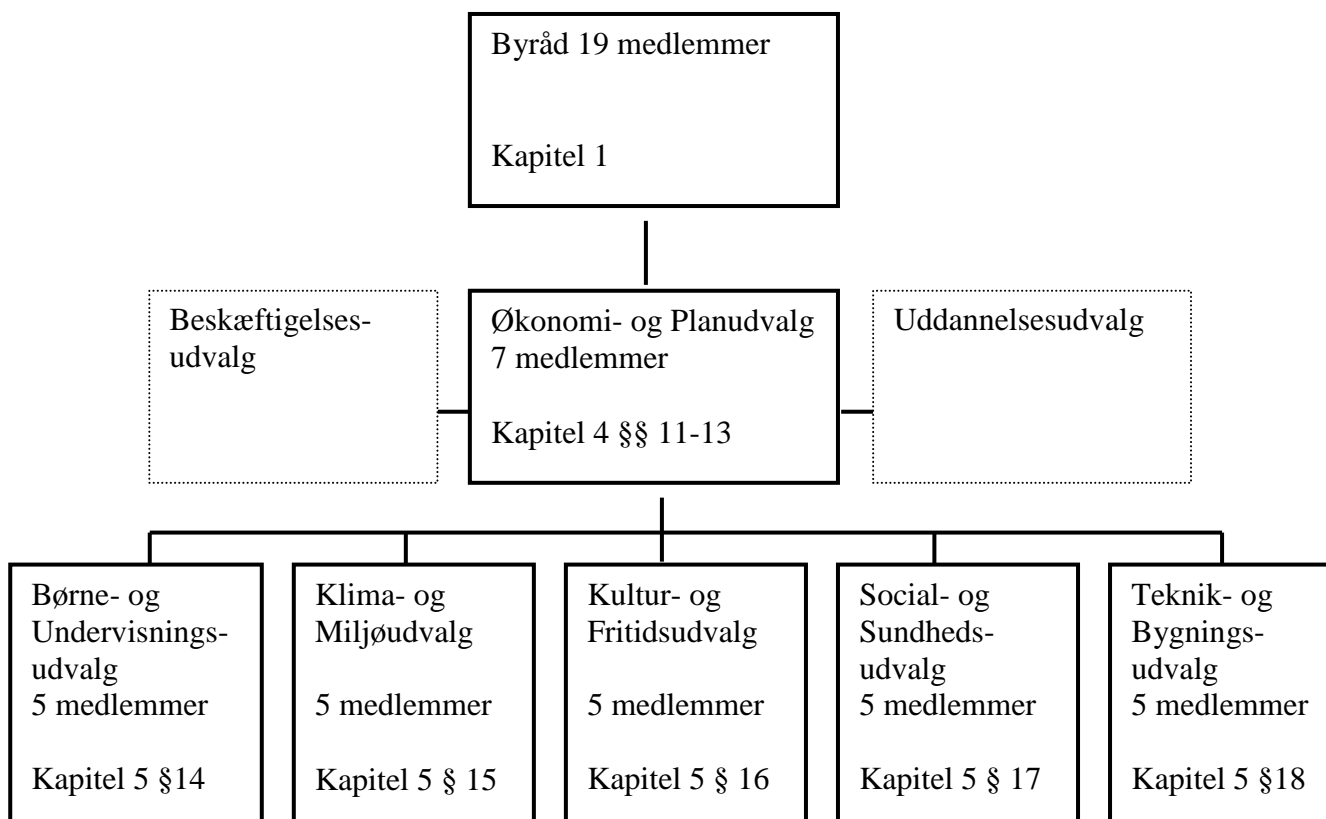 Byråd 19 medlemmer
Kapitel 1
Beskæftigelses-
udvalg
Økonomi- og Planudvalg
7 medlemmer
Kapitel 4 §§ 11-13
Uddannelsesudvalg
Børne- og
Undervisnings-
udvalg
5 medlemmer
Kapitel 5 §14
Klima- og
Miljøudvalg
5 medlemmer
Kapitel 5 § 15
Kultur- og
Fritidsudvalg
5 medlemmer
Kapitel 5 § 16
Social- og
Sundheds-
udvalg
5 medlemmer
Kapitel 5 § 17
Teknik- og
Bygnings-
udvalg
5 medlemmer
Kapitel 5 §18